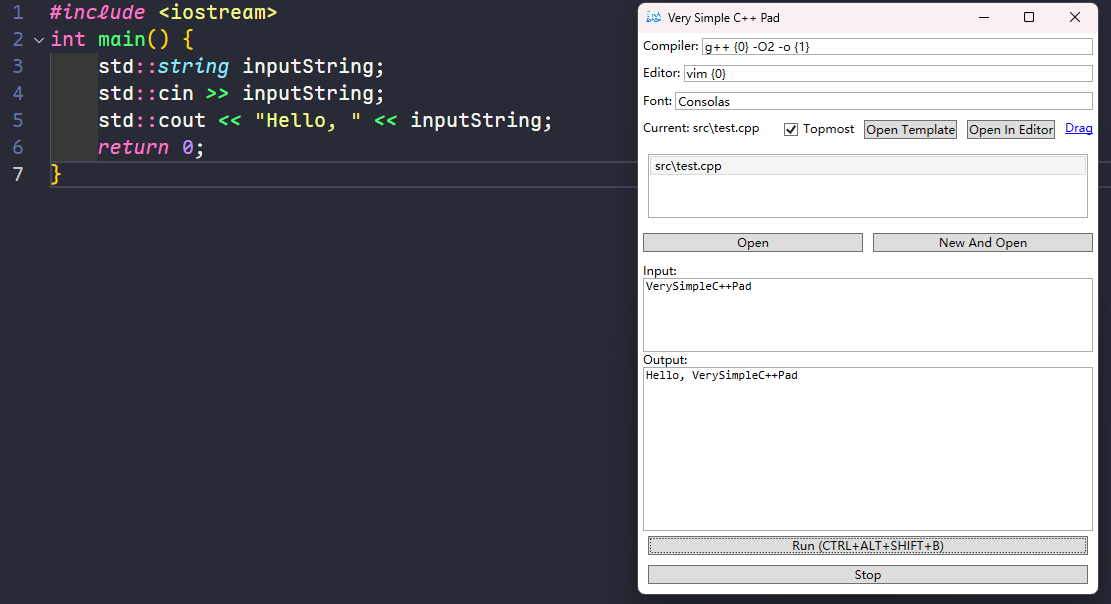 1 #include <iostream>
2 int main() {
3 std::string inputString;
4 std::cin >> inputString;
5 std::cout << "Hello, " << inputString;
6 return 0;
7 }
Very Simple C++ Pad
Compiler: g++ {0} -O2 -o {1}
Editor: vim {0}
Font: Consolas
Current: src\test.cpp Topmost Open Template Open In Editor Drag
src\test.cpp
Open New And Open
Input:
VerySimpleC++Pad
Output:
Hello, VerySimpleC++Pad
Run (CTRL+ALT+SHIFT+B)
Stop